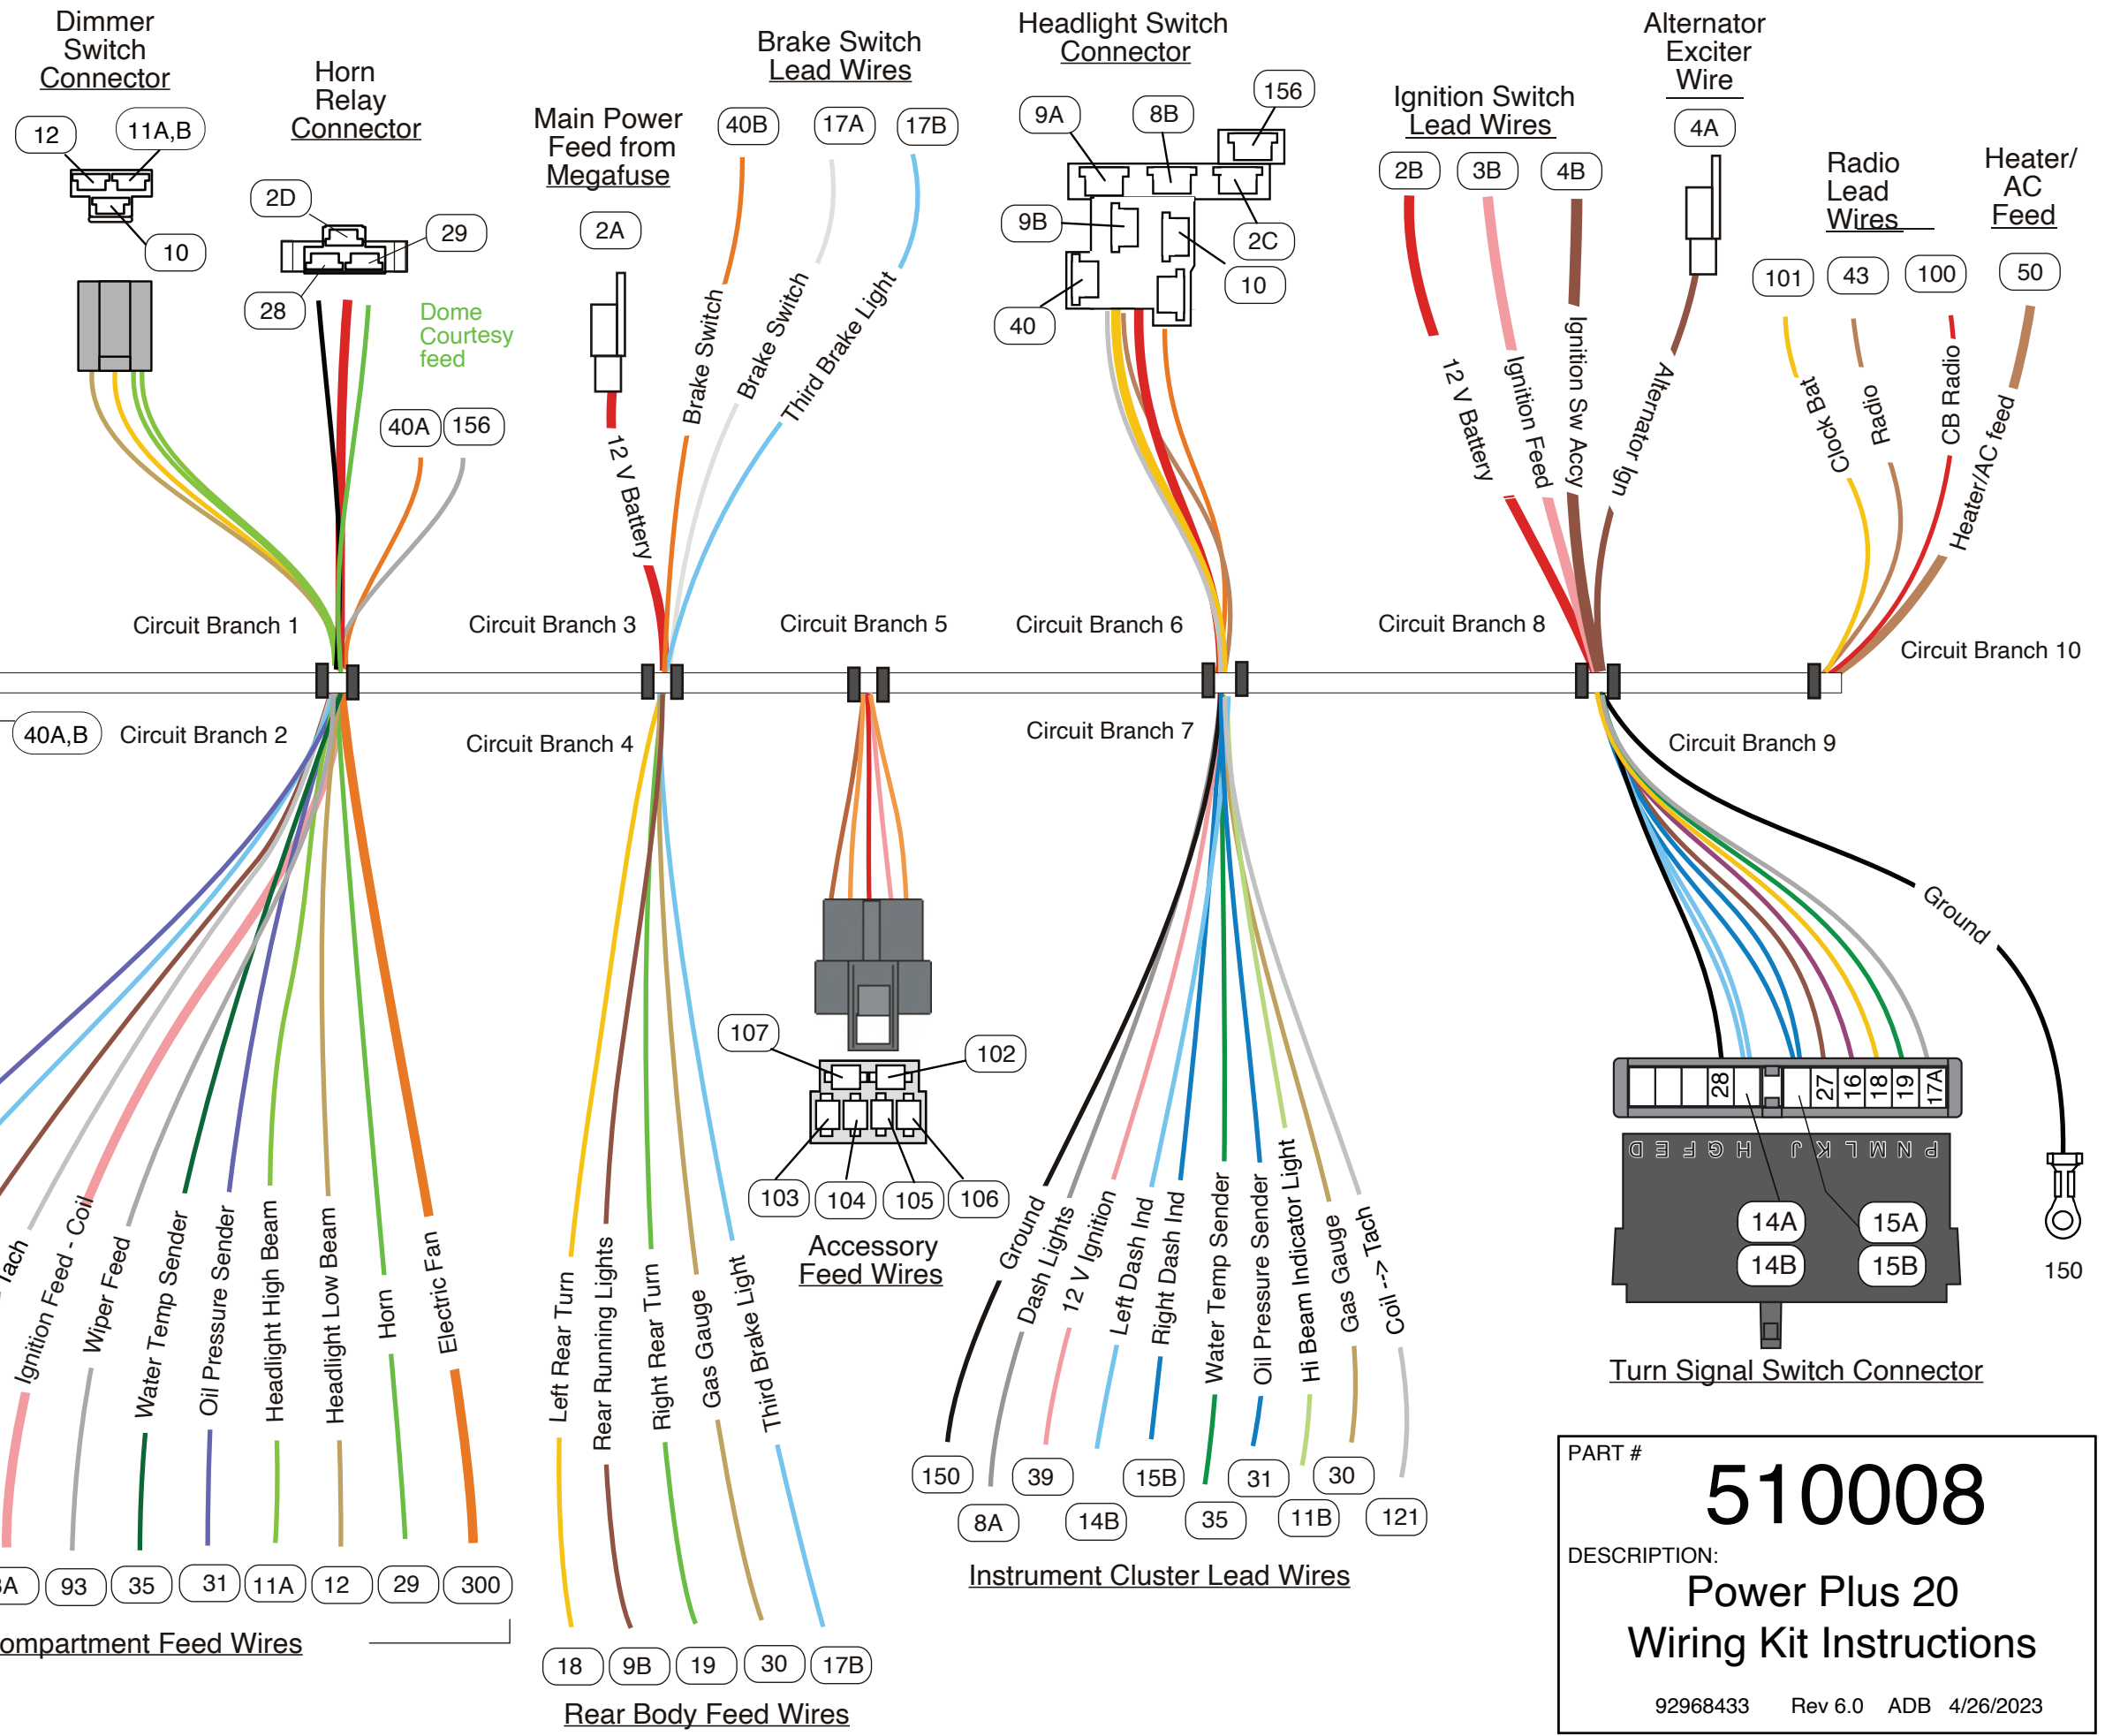 Dimmer
Switch
Connector
12
11A,B
10
Horn
Relay
Connector
2D
29
28
Dome
Courtesy
feed
40A
156
Main Power
Feed from
Megafuse
2A
12 V Battery
Brake Switch
Lead Wires
40B
17A
17B
Brake Switch
Brake Switch
Third Brake Light
Headlight Switch
Connector
9A
8B
156
9B
2C
10
40
Ignition Switch
Lead Wires
2B
3B
4B
12 V Battery
Ignition Feed
Ignition Sw Accy
Alternator
Exciter
Wire
4A
Alternator Ign
Radio
Lead
Wires
101
43
100
Clock Bat
Radio
CB Radio
Heater/
AC
Feed
50
Heater/AC feed
Circuit Branch 1
Circuit Branch 3
Circuit Branch 5
Circuit Branch 6
Circuit Branch 8
Circuit Branch 10
40A,B
Circuit Branch 2
Circuit Branch 4
Circuit Branch 7
Circuit Branch 9
Tach
Ignition Feed - Coil
Wiper Feed
Water Temp Sender
Oil Pressure Sender
Headlight High Beam
Headlight Low Beam
Horn
Electric Fan
93
35
31
11A
12
29
300
ompartment Feed Wires
Left Rear Turn
Rear Running Lights
Right Rear Turn
Gas Gauge
Third Brake Light
18
9B
19
30
17B
Rear Body Feed Wires
107
102
103
104
105
106
Accessory
Feed Wires
Ground
Dash Lights
12 V Ignition
Left Dash Ind
Right Dash Ind
Water Temp Sender
Oil Pressure Sender
Hi Beam Indicator Light
Gas Gauge
Coil --> Tach
150
8A
39
14B
15B
35
31
11B
30
121
Instrument Cluster Lead Wires
Ground
150
28
27
16
18
19
17A
D E F G H J K L M N P
14A
14B
15A
15B
Turn Signal Switch Connector
PART #
510008
DESCRIPTION:
Power Plus 20
Wiring Kit Instructions
92968433 Rev 6.0 ADB 4/26/2023